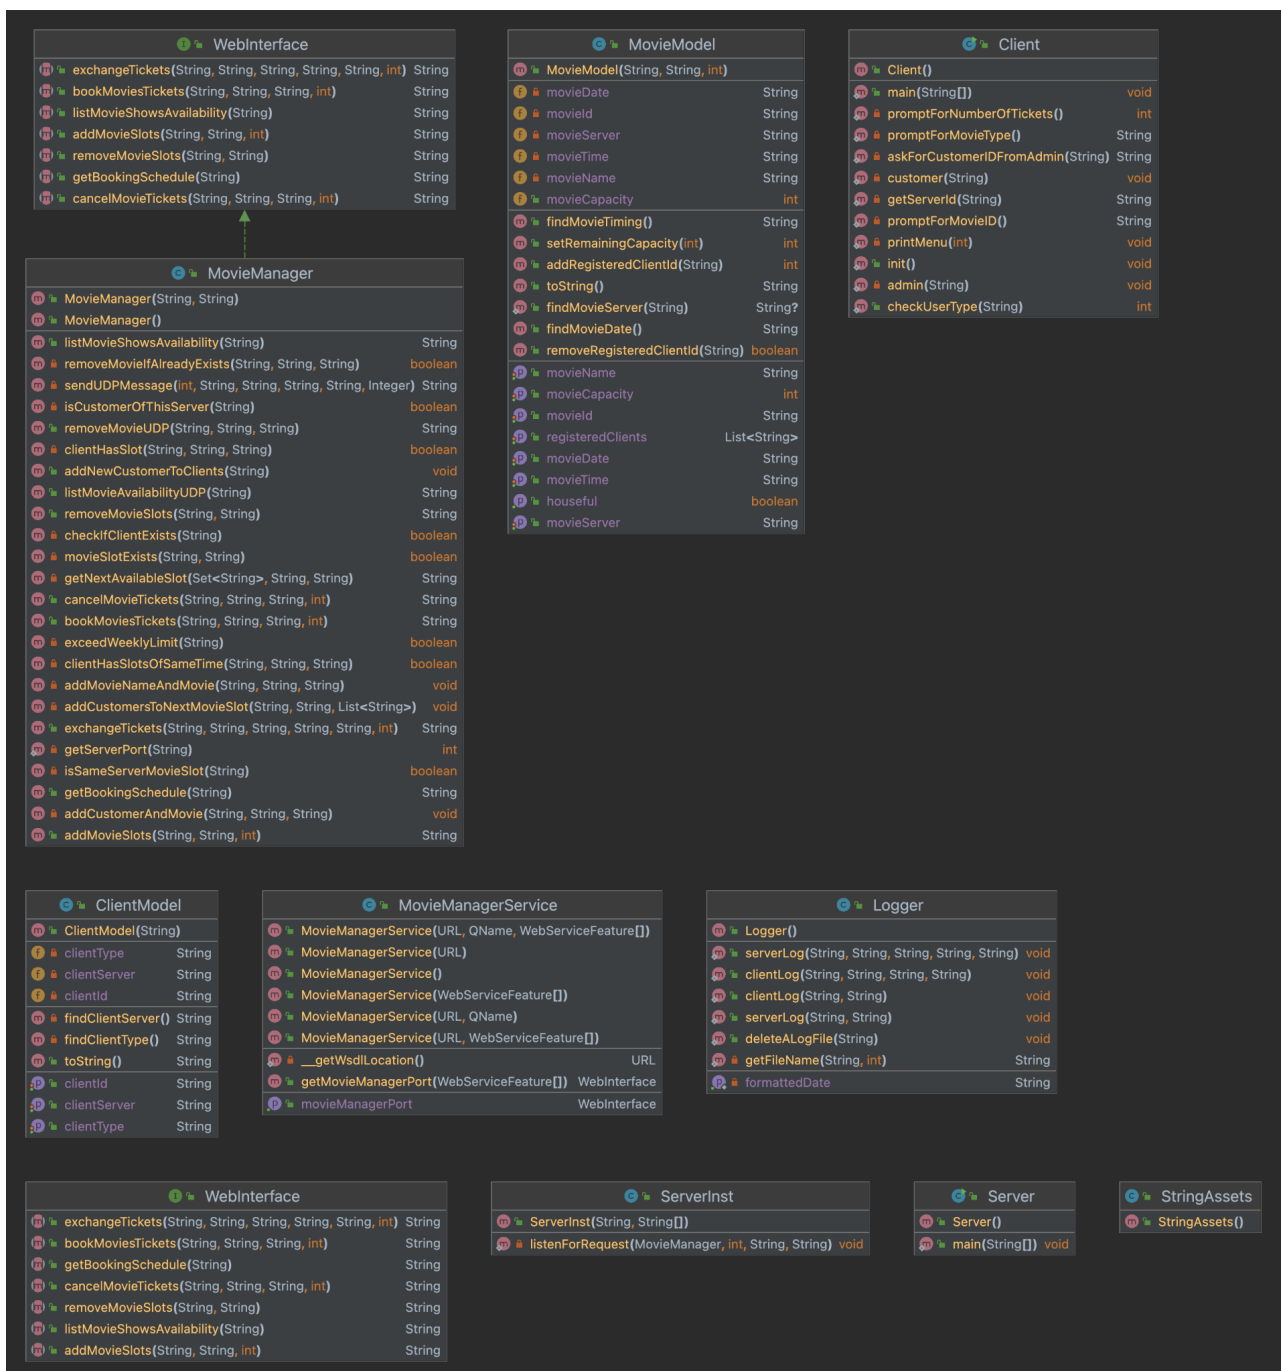 WebInterface
exchangeTickets(String, String, String, String, String, int) String
bookMoviesTickets(String, String, String, int) String
listMovieShowsAvailability(String) String
addMovieSlots(String, String, int) String
removeMovieSlots(String, String) String
getBookingSchedule(String) String
cancelMovieTickets(String, String, String, int) String
MovieManager
MovieManager(String, String)
MovieManager()
listMovieShowsAvailability(String) String
removeMovieIfAlreadyExists(String, String, String) boolean
sendUDPMessage(int, String, String, String, String, Integer) String
isCustomerOfThisServer(String) boolean
removeMovieUDP(String, String, String) String
clientHasSlot(String, String, String) boolean
addNewCustomerToClients(String) void
listMovieAvailabilityUDP(String) String
removeMovieSlots(String, String) String
checkIfClientExists(String) boolean
movieSlotExists(String, String) boolean
getNextAvailableSlot(Set<String>, String, String) String
cancelMovieTickets(String, String, String, int) String
bookMoviesTickets(String, String, String, int) String
exceedWeeklyLimit(String) boolean
clientHasSlotsOfSameTime(String, String, String) boolean
addMovieNameAndMovie(String, String, String) void
addCustomersToNextMovieSlot(String, String, List<String>) void
exchangeTickets(String, String, String, String, String, int) String
getServerPort(String) int
isSameServerMovieSlot(String) boolean
getBookingSchedule(String) String
addCustomerAndMovie(String, String, String) void
addMovieSlots(String, String, int) String
MovieModel
MovieModel(String, String, int)
movieDate String
movieId String
movieServer String
movieTime String
movieName String
movieCapacity int
findMovieTiming() String
setRemainingCapacity(int) int
addRegisteredClientId(String) int
toString() String
findMovieServer(String) String?
findMovieDate() String
removeRegisteredClientId(String) boolean
movieName String
movieCapacity int
movieId String
registeredClients List<String>
movieDate String
movieTime String
houseful boolean
movieServer String
Client
Client()
main(String[]) void
promptForNumberOfTickets() int
promptForMovieType() String
askForCustomerIDFromAdmin(String) String
customer(String) void
getServerId(String) String
promptForMovieID() String
printMenu(int) void
init() void
admin(String) void
checkUserType(String) int
ClientModel
ClientModel(String)
clientType String
clientServer String
clientId String
findClientServer() String
findClientType() String
toString() String
clientId String
clientServer String
clientType String
MovieManagerService
MovieManagerService(URL, QName, WebServiceFeature[])
MovieManagerService(URL)
MovieManagerService()
MovieManagerService(WebServiceFeature[])
MovieManagerService(URL, QName)
MovieManagerService(URL, WebServiceFeature[])
__getWsdlLocation() URL
getMovieManagerPort(WebServiceFeature[]) WebInterface
movieManagerPort WebInterface
Logger
Logger()
serverLog(String, String, String, String, String) void
clientLog(String, String, String, String) void
clientLog(String, String) void
serverLog(String, String) void
deleteALogFile(String) void
getFileName(String, int) String
formattedDate String
WebInterface
exchangeTickets(String, String, String, String, String, int) String
bookMoviesTickets(String, String, String, int) String
getBookingSchedule(String) String
cancelMovieTickets(String, String, String, int) String
removeMovieSlots(String, String) String
listMovieShowsAvailability(String) String
addMovieSlots(String, String, int) String
ServerInst
ServerInst(String, String[])
listenForRequest(MovieManager, int, String, String) void
Server
Server()
main(String[]) void
StringAssets
StringAssets()